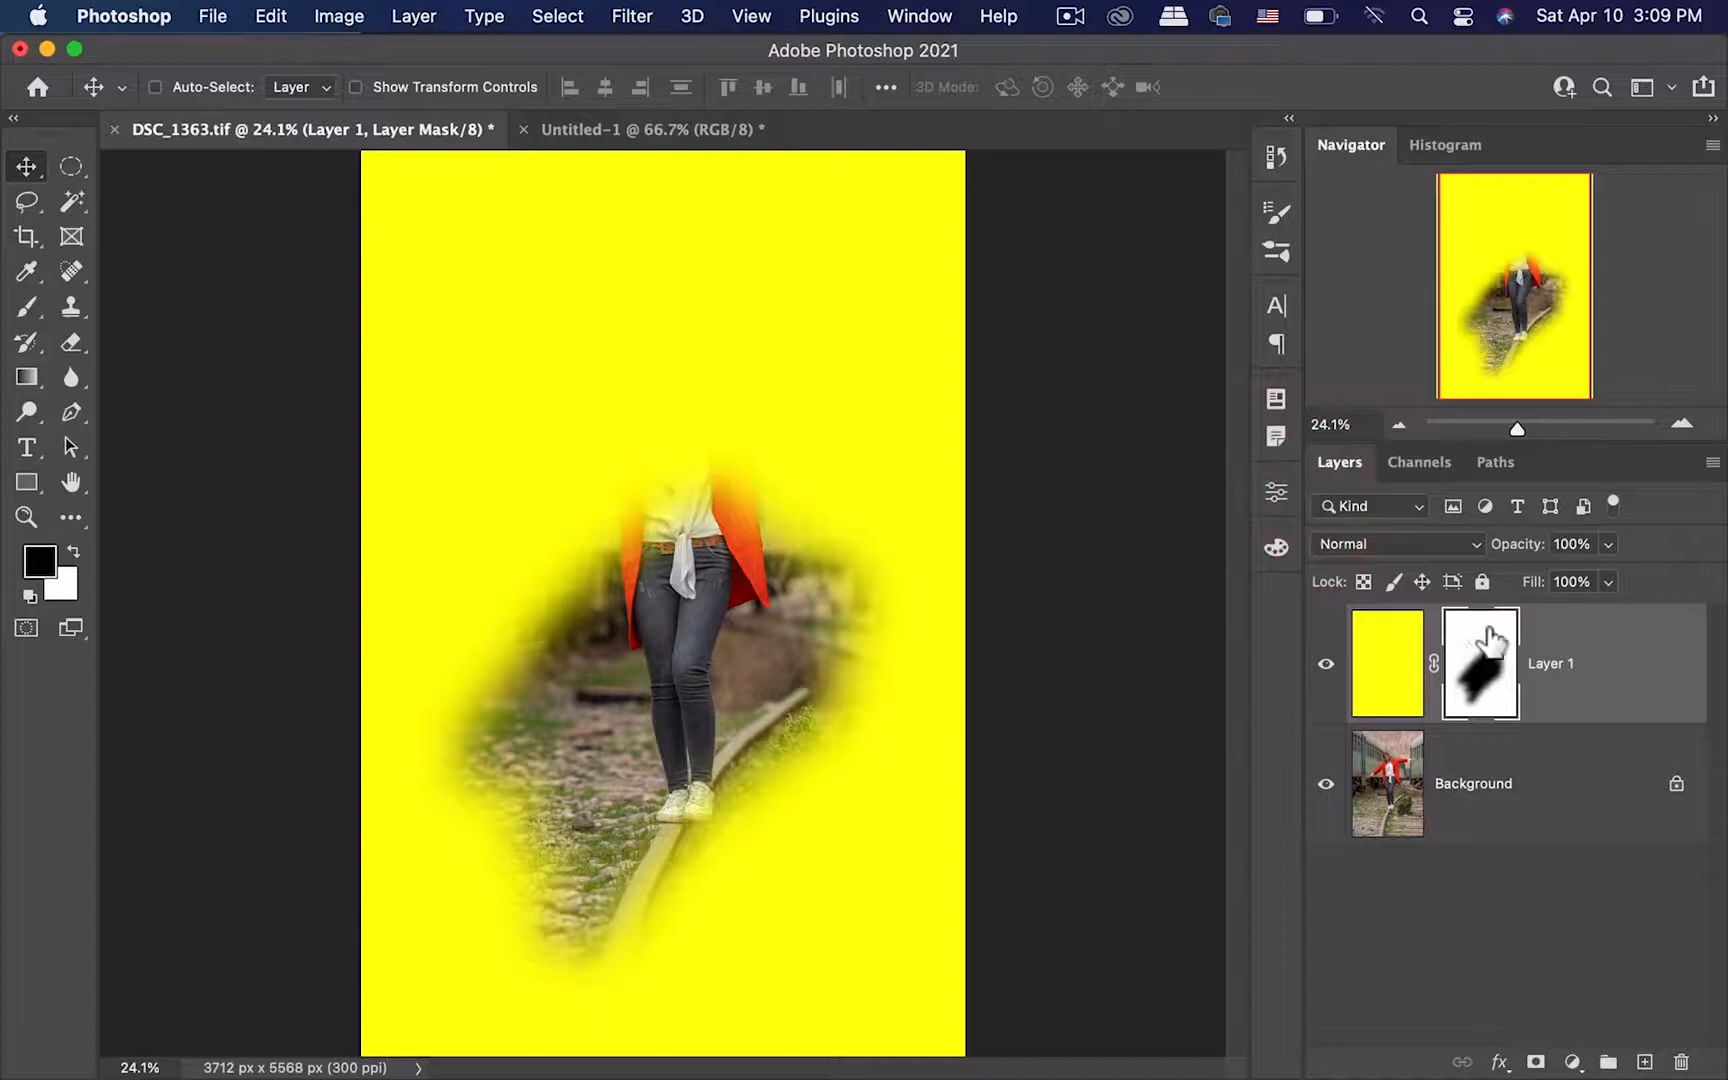 Photoshop File Edit Image Layer Type Select Filter 3D View Plugins Window Help Sat Apr 10 3:09 PM
Adobe Photoshop 2021
Auto-Select: Layer Show Transform Controls 3D Mode:
DSC_1363.tif @ 24.1% (Layer 1, Layer Mask/8) * Untitled-1 @ 66.7% (RGB/8) *
Navigator Histogram
24.1%
Layers Channels Paths
Kind
Normal Opacity: 100%
Lock: Fill: 100%
Layer 1
Background
24.1% 3712 px x 5568 px (300 ppi)